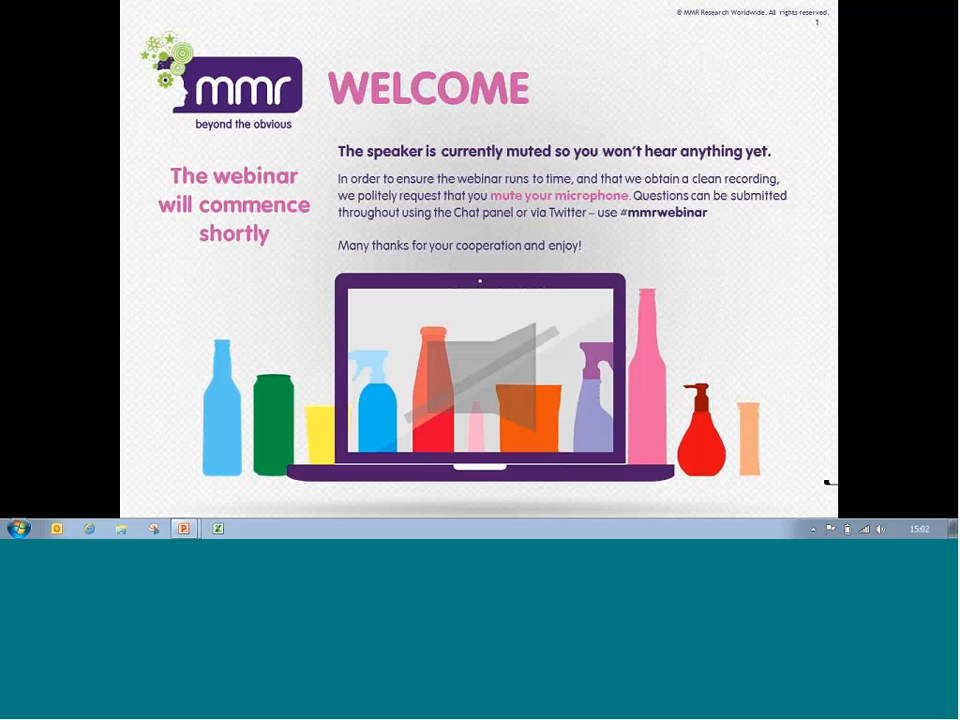 © MMR Research Worldwide. All rights reserved.
1
mmr
beyond the obvious
WELCOME
The webinar
will commence
shortly
The speaker is currently muted so you won't hear anything yet.
In order to ensure the webinar runs to time, and that we obtain a clean recording,
we politely request that you mute your microphone. Questions can be submitted
throughout using the Chat panel or via Twitter – use #mmrwebinar
Many thanks for your cooperation and enjoy!
15:02